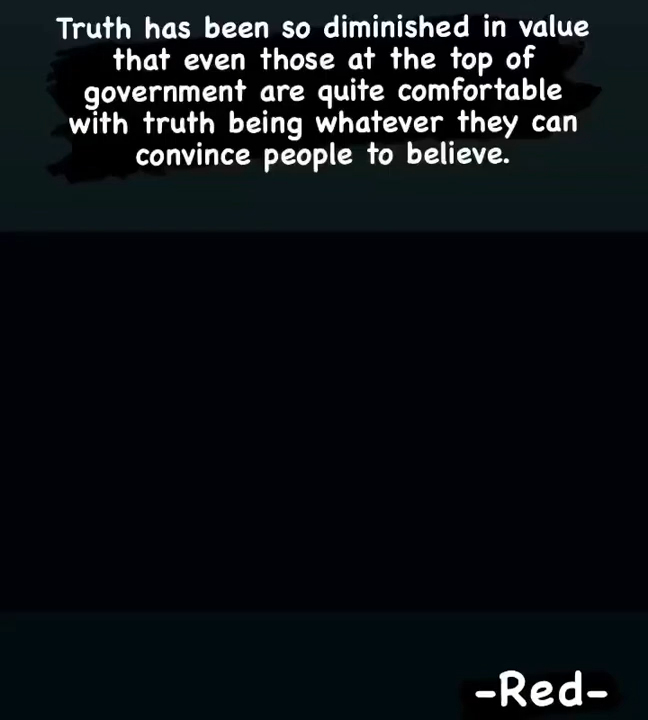 Truth has been so diminished in value
that even those at the top of
government are quite comfortable
with truth being whatever they can
convince people to believe.
-Red-